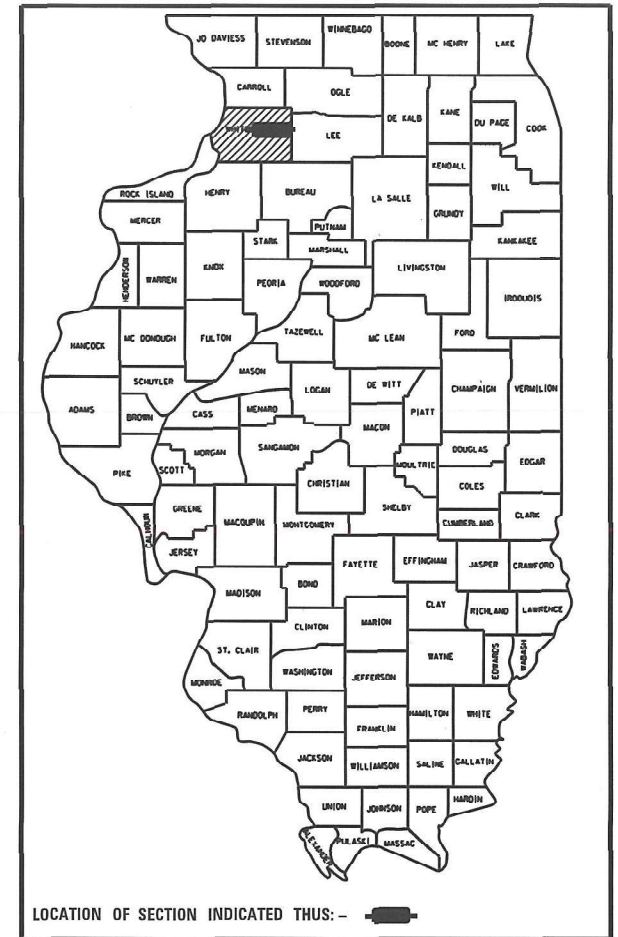 JO DAVIESS STEVENSON WINNEBAGO BOONE MC HENRY LAKE
CARROLL OGLE DE KALB KANE DU PAGE COOK
LEE
KENDALL WILL
ROCK ISLAND HENRY BUREAU LA SALLE GRUNDY
MERCER PUTNAM
STARK MARSHALL KANKAKEE
HENDERSON WARREN KNOX PEORIA WOODFORD LIVINGSTON IROQUOIS
HANCOCK MC DONOUGH FULTON TAZEWELL MC LEAN FORD
MASON
SCHUYLER LOGAN DE WITT CHAMPAIGN VERMILION
ADAMS BROWN CASS MENARD MACON PIATT
MORGAN SANGAMON DOUGLAS
PIKE SCOTT CHRISTIAN MOULTRIE COLES EDGAR
GREENE MACOUPIN MONTGOMERY SHELBY CUMBERLAND CLARK
CALHOUN JERSEY
FAYETTE EFFINGHAM JASPER CRAWFORD
MADISON BOND CLAY RICHLAND LAWRENCE
CLINTON MARION
ST. CLAIR WAYNE EDWARDS WABASH
WASHINGTON JEFFERSON
MONROE
RANDOLPH PERRY HAMILTON WHITE
FRANKLIN
JACKSON WILLIAMSON SALINE GALLATIN
UNION JOHNSON POPE HARDIN
ALEXANDER PULASKI MASSAC
LOCATION OF SECTION INDICATED THUS: –